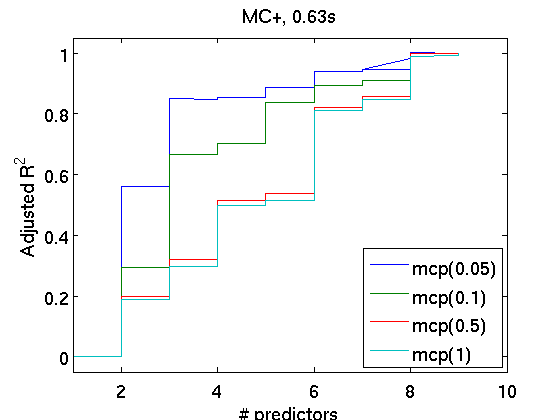 MC+, 0.63s
Adjusted R²
1
0.8
0.6
0.4
0.2
0
mcp(0.05)
mcp(0.1)
mcp(0.5)
mcp(1)
2 4 6 8 10
# predictors